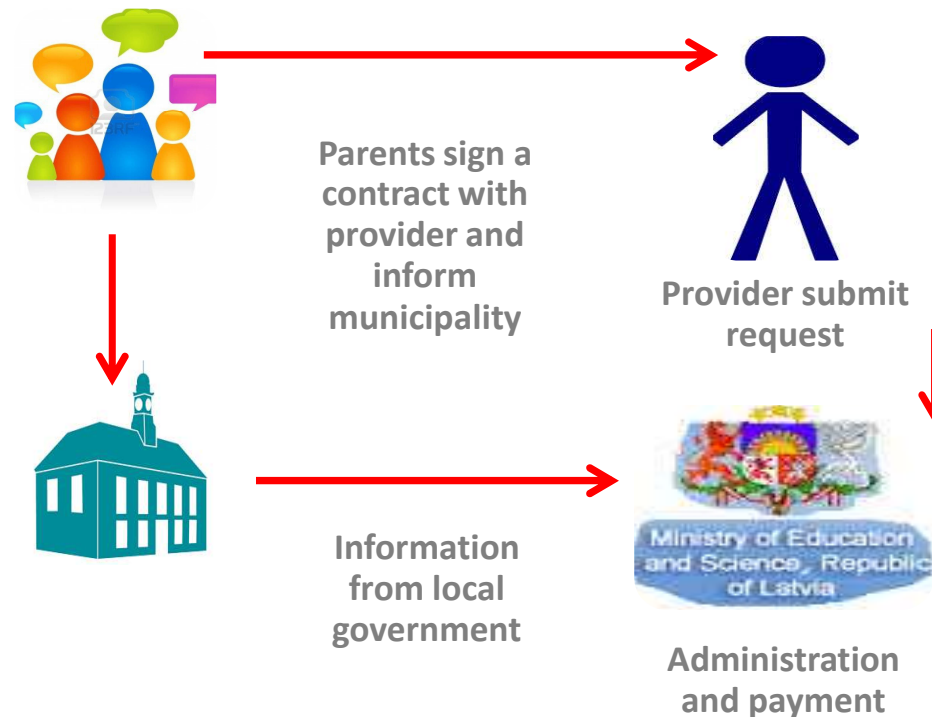 123RF
Parents sign a
contract with
provider and
inform
municipality
Provider submit
request
Information
from local
government
Ministry of Education
and Science, Republic
of Latvia
Administration
and payment